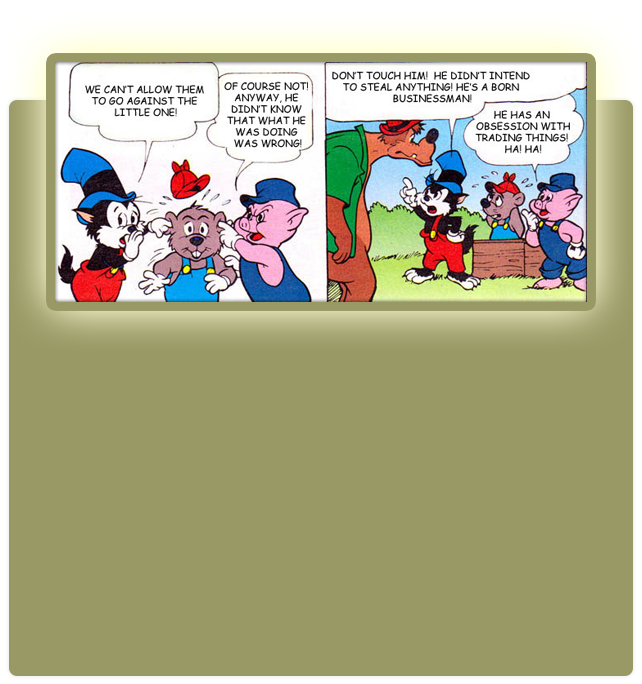 WE CAN'T ALLOW THEM
TO GO AGAINST THE
LITTLE ONE!
OF COURSE NOT!
ANYWAY, HE
DIDN'T KNOW
THAT WHAT HE
WAS DOING
WAS WRONG!
DON'T TOUCH HIM! HE DIDN'T INTEND
TO STEAL ANYTHING! HE'S A BORN
BUSINESSMAN!
HE HAS AN
OBSESSION WITH
TRADING THINGS!
HA! HA!